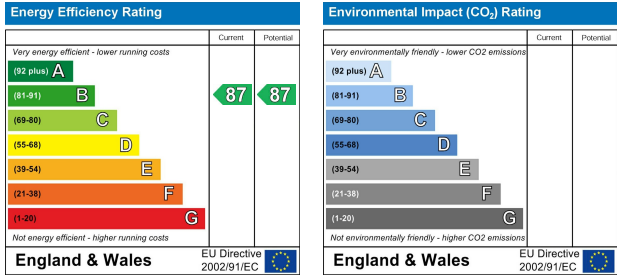 Energy Efficiency Rating
Current Potential
Very energy efficient - lower running costs
(92 plus) A
(81-91) B 87 87
(69-80) C
(55-68) D
(39-54) E
(21-38) F
(1-20) G
Not energy efficient - higher running costs
England & Wales
EU Directive
2002/91/EC
Environmental Impact (CO2) Rating
Current Potential
Very environmentally friendly - lower CO2 emissions
(92 plus) A
(81-91) B
(69-80) C
(55-68) D
(39-54) E
(21-38) F
(1-20) G
Not environmentally friendly - higher CO2 emissions
England & Wales
EU Directive
2002/91/EC